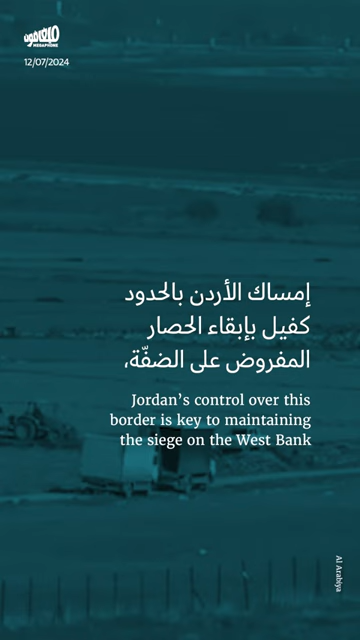 ميغافون
MEGAPHONE
12/07/2024
إمساك الأردن بالحدود
كفيل بإبقاء الحصار
المفروض على الضفّة،
Jordan’s control over this
border is key to maintaining
the siege on the West Bank
Al Arabiya